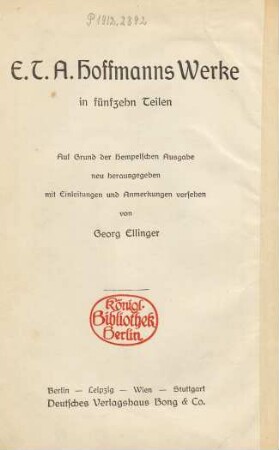 P 1912. 2392
E. T. A. Hoffmanns Werke
in fünfzehn Teilen
Auf Grund der Hempelschen Ausgabe
neu herausgegeben
mit Einleitungen und Anmerkungen versehen
von
Georg Ellinger
Königl.
Bibliothek
Berlin.
Berlin — Leipzig — Wien — Stuttgart
Deutsches Verlagshaus Bong & Co.